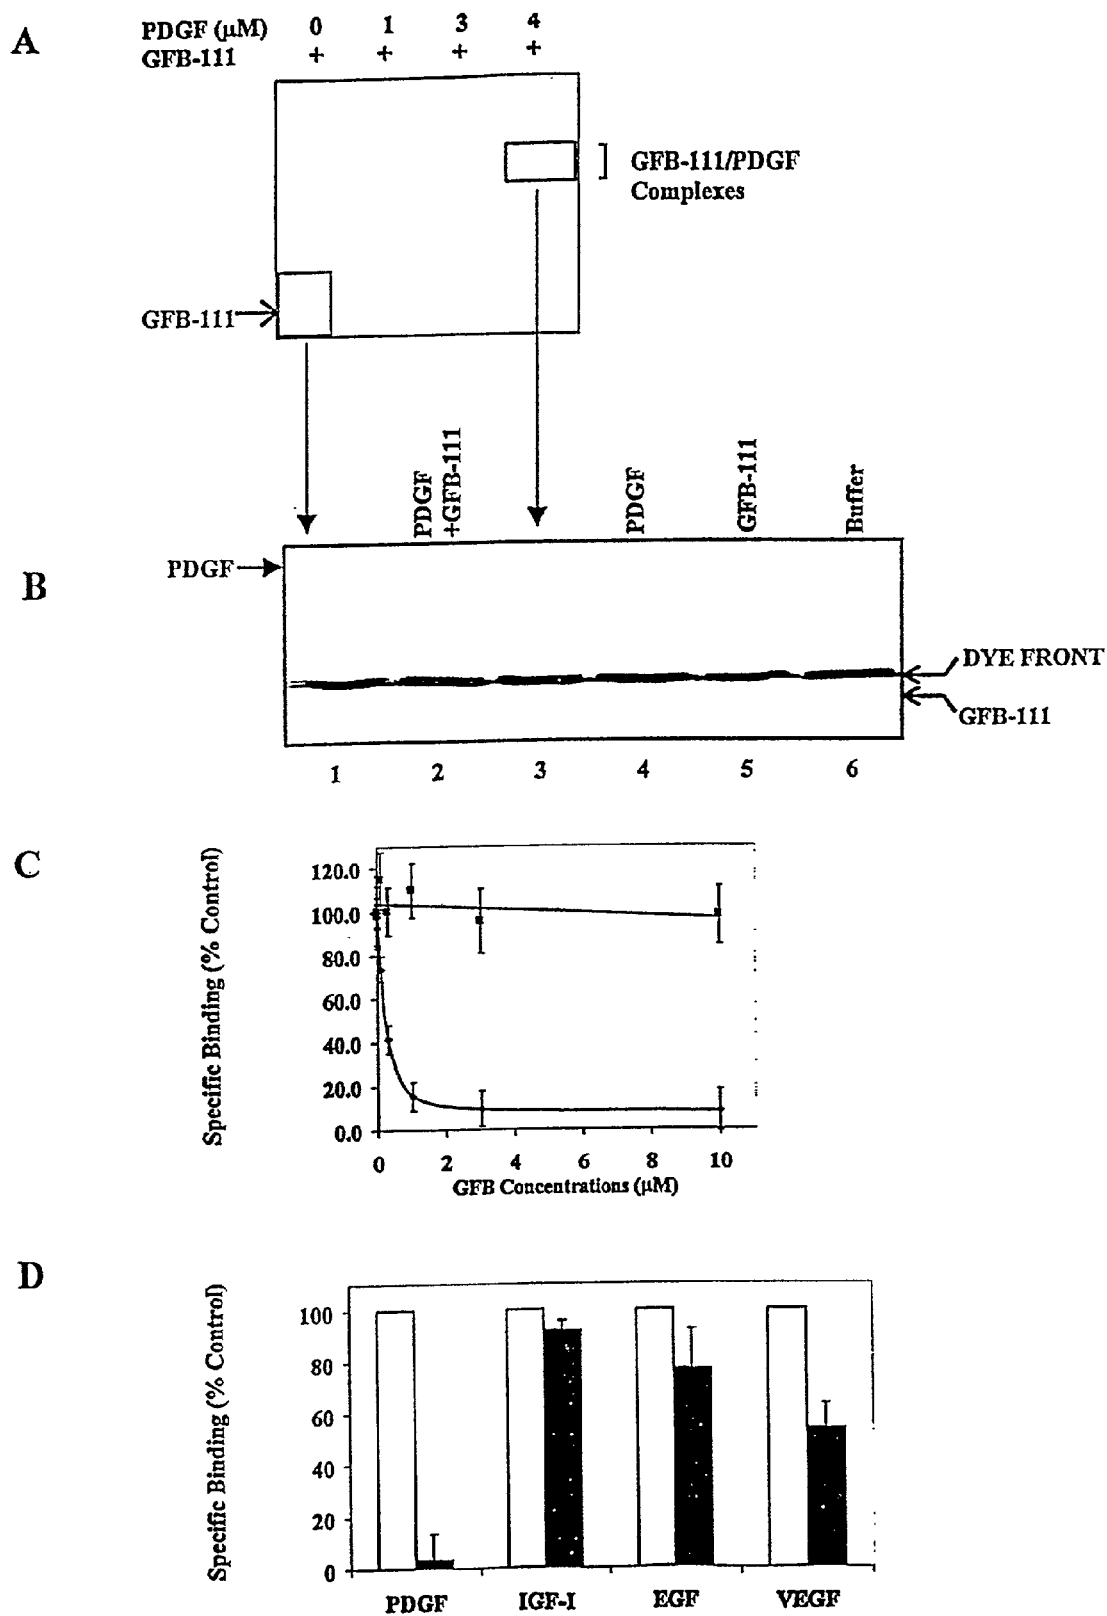 A
PDGF (µM) 0 1 3 4
GFB-111 + + + +
GFB-111/PDGF
Complexes
GFB-111
PDGF
+GFB-111
PDGF
GFB-111
Buffer
B
PDGF
DYE FRONT
GFB-111
1 2 3 4 5 6
C
Specific Binding (% Control)
120.0
100.0
80.0
60.0
40.0
20.0
0.0
0 2 4 6 8 10
GFB Concentrations (µM)
D
Specific Binding (% Control)
100
80
60
40
20
0
PDGF IGF-I EGF VEGF